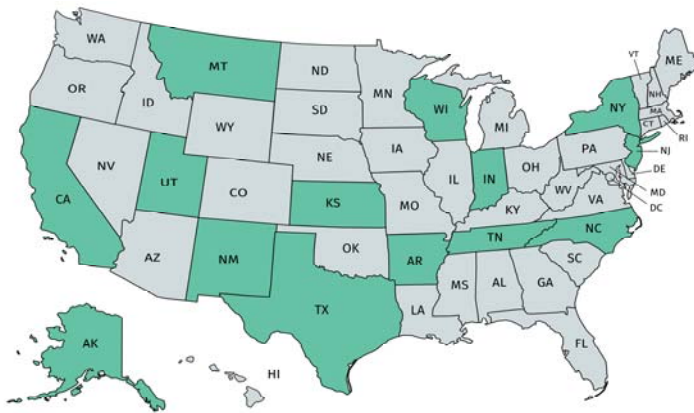 WA
MT
ND
MN
VT
ME
OR
ID
SD
WI
NH
NY
MA
CT
WY
MI
RI
NE
IA
PA
NJ
NV
UT
CO
IL
IN
OH
DE
MD
DC
CA
KS
MO
WV
VA
KY
AZ
NM
OK
AR
TN
NC
SC
TX
MS
AL
GA
LA
AK
HI
FL